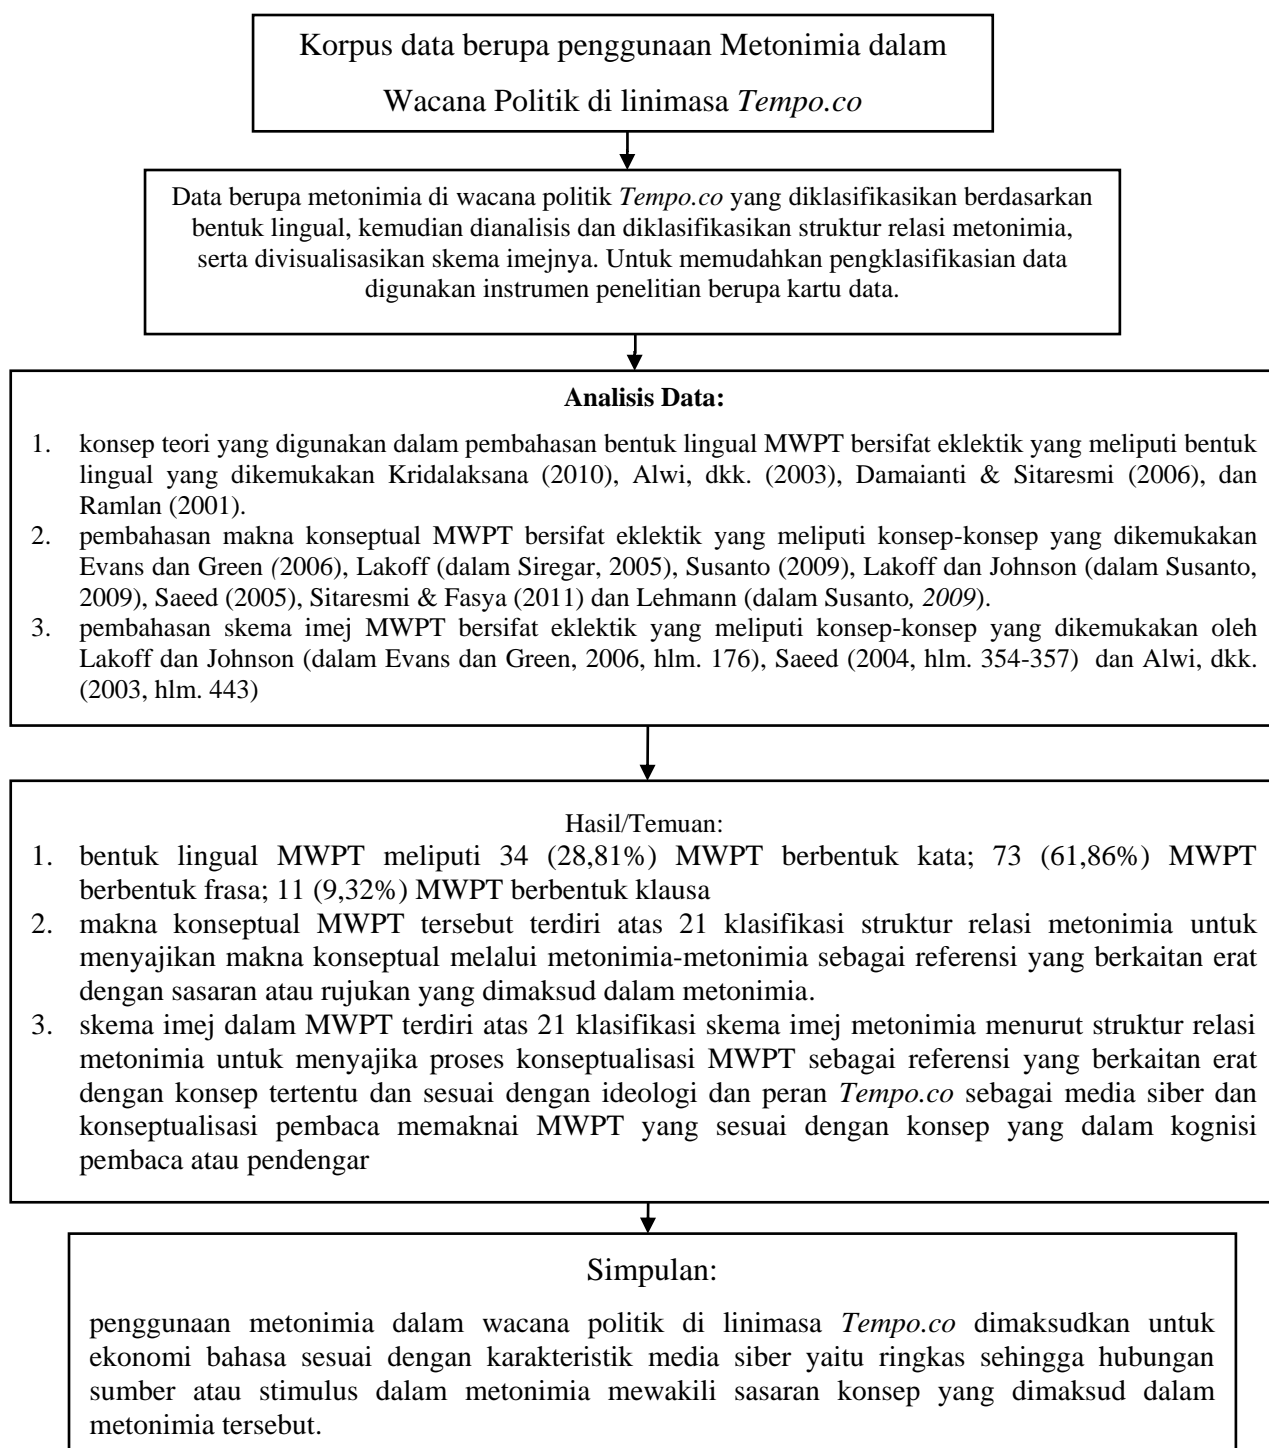 Korpus data berupa penggunaan Metonimia dalam
Wacana Politik di linimasa Tempo.co
Data berupa metonimia di wacana politik Tempo.co yang diklasifikasikan berdasarkan
bentuk lingual, kemudian dianalisis dan diklasifikasikan struktur relasi metonimia,
serta divisualisasikan skema imejnya. Untuk memudahkan pengklasifikasian data
digunakan instrumen penelitian berupa kartu data.
Analisis Data:
1. konsep teori yang digunakan dalam pembahasan bentuk lingual MWPT bersifat eklektik yang meliputi bentuk
lingual yang dikemukakan Kridalaksana (2010), Alwi, dkk. (2003), Damaianti & Sitaresmi (2006), dan
Ramlan (2001).
2. pembahasan makna konseptual MWPT bersifat eklektik yang meliputi konsep-konsep yang dikemukakan
Evans dan Green (2006), Lakoff (dalam Siregar, 2005), Susanto (2009), Lakoff dan Johnson (dalam Susanto,
2009), Saeed (2005), Sitaresmi & Fasya (2011) dan Lehmann (dalam Susanto, 2009).
3. pembahasan skema imej MWPT bersifat eklektik yang meliputi konsep-konsep yang dikemukakan oleh
Lakoff dan Johnson (dalam Evans dan Green, 2006, hlm. 176), Saeed (2004, hlm. 354-357) dan Alwi, dkk.
(2003, hlm. 443)
Hasil/Temuan:
1. bentuk lingual MWPT meliputi 34 (28,81%) MWPT berbentuk kata; 73 (61,86%) MWPT
berbentuk frasa; 11 (9,32%) MWPT berbentuk klausa
2. makna konseptual MWPT tersebut terdiri atas 21 klasifikasi struktur relasi metonimia untuk
menyajikan makna konseptual melalui metonimia-metonimia sebagai referensi yang berkaitan erat
dengan sasaran atau rujukan yang dimaksud dalam metonimia.
3. skema imej dalam MWPT terdiri atas 21 klasifikasi skema imej metonimia menurut struktur relasi
metonimia untuk menyajika proses konseptualisasi MWPT sebagai referensi yang berkaitan erat
dengan konsep tertentu dan sesuai dengan ideologi dan peran Tempo.co sebagai media siber dan
konseptualisasi pembaca memaknai MWPT yang sesuai dengan konsep yang dalam kognisi
pembaca atau pendengar
Simpulan:
penggunaan metonimia dalam wacana politik di linimasa Tempo.co dimaksudkan untuk
ekonomi bahasa sesuai dengan karakteristik media siber yaitu ringkas sehingga hubungan
sumber atau stimulus dalam metonimia mewakili sasaran konsep yang dimaksud dalam
metonimia tersebut.